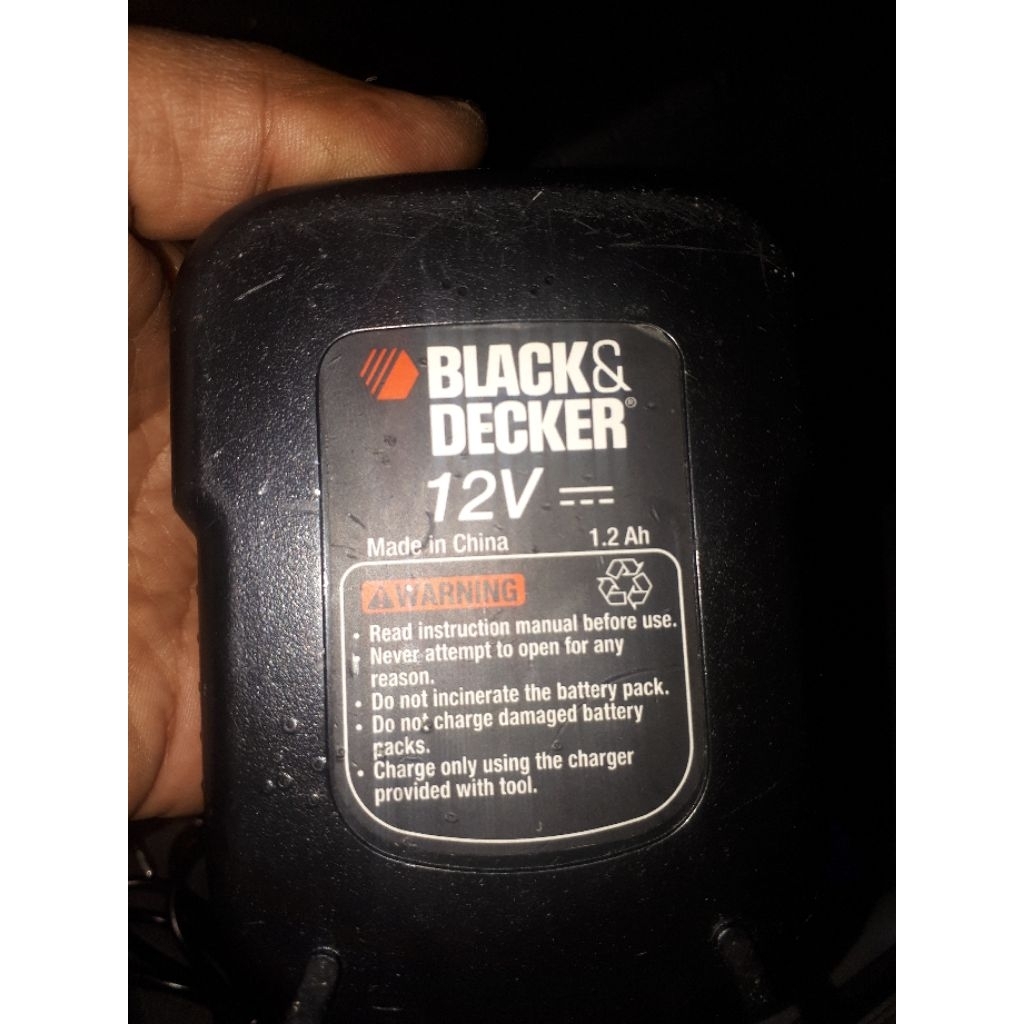 BLACK&
DECKER®
12V
Made in China 1.2 Ah
WARNING
• Read instruction manual before use.
• Never attempt to open for any
reason.
• Do not incinerate the battery pack.
• Do not charge damaged battery
packs.
• Charge only using the charger
provided with tool.